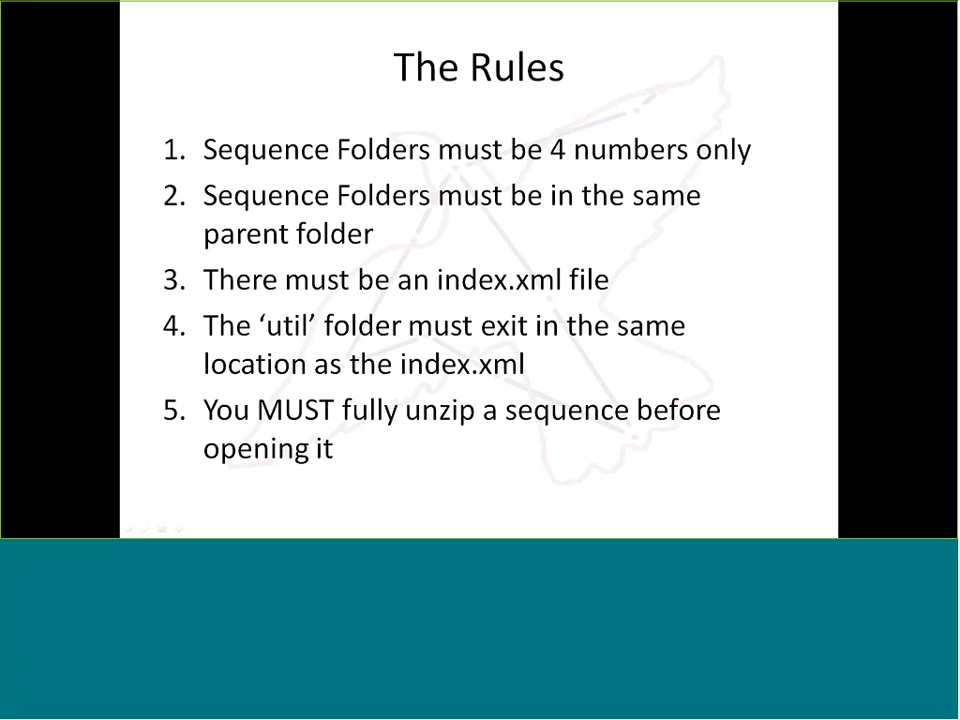 The Rules
1. Sequence Folders must be 4 numbers only
2. Sequence Folders must be in the same
parent folder
3. There must be an index.xml file
4. The ‘util’ folder must exit in the same
location as the index.xml
5. You MUST fully unzip a sequence before
opening it